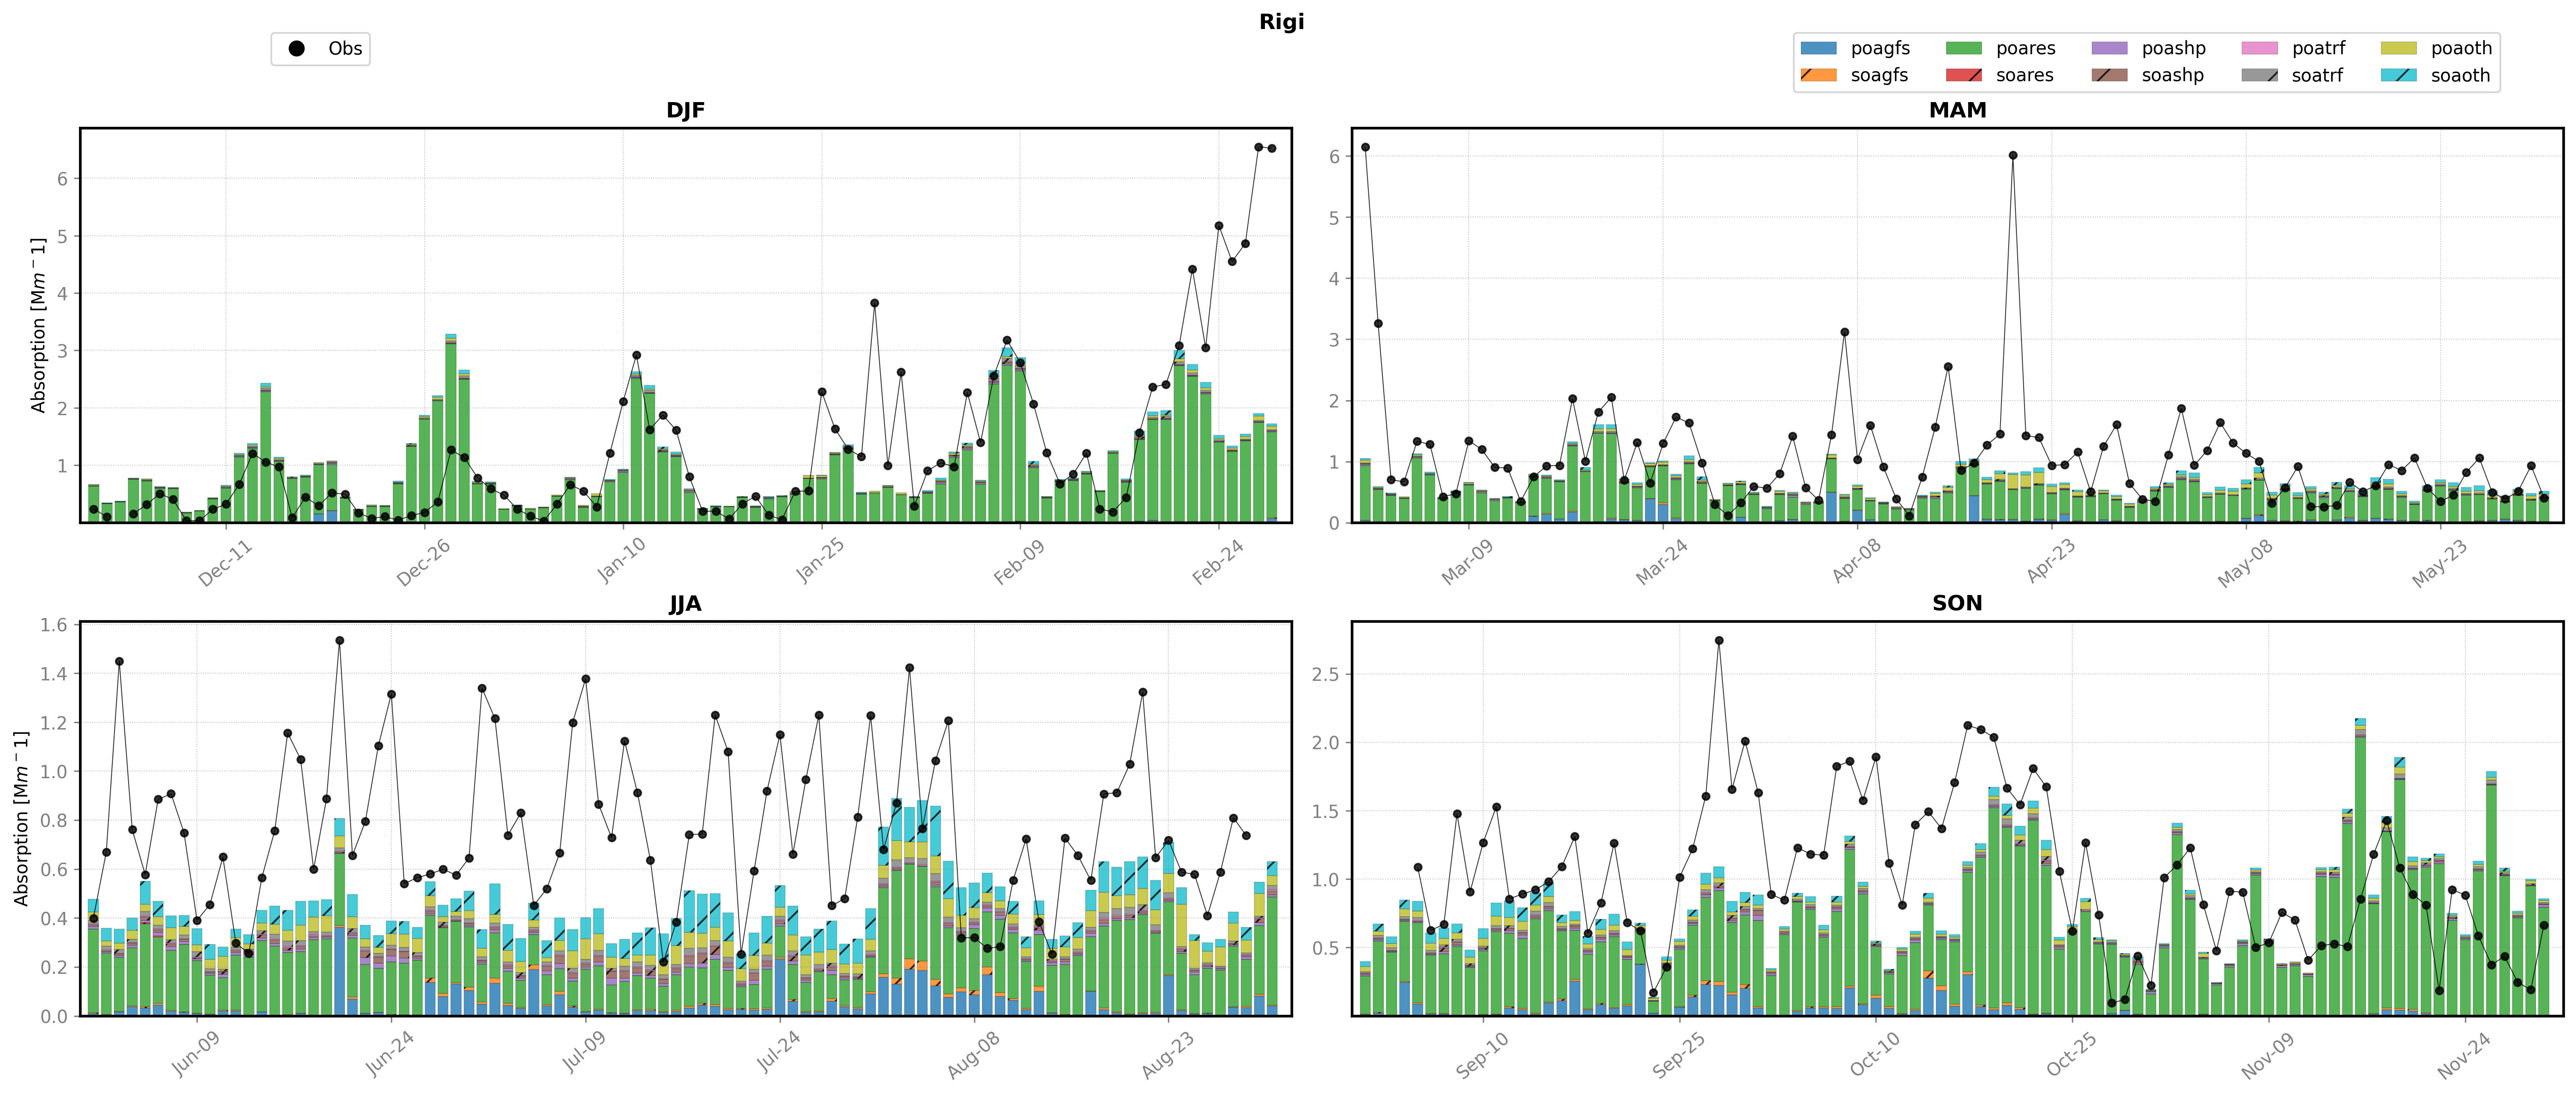 Rigi
Obs
poagfs poares poashp poatrf poaoth
soagfs soares soashp soatrf soaoth
DJF
MAM
Absorption [Mm⁻1]
6
5
4
3
2
1
Dec-11 Dec-26 Jan-10 Jan-25 Feb-09 Feb-24
6
5
4
3
2
1
0
Mar-09 Mar-24 Apr-08 Apr-23 May-08 May-23
JJA
SON
Absorption [Mm⁻1]
1.6
1.4
1.2
1.0
0.8
0.6
0.4
0.2
0.0
Jun-09 Jun-24 Jul-09 Jul-24 Aug-08 Aug-23
2.5
2.0
1.5
1.0
0.5
Sep-10 Sep-25 Oct-10 Oct-25 Nov-09 Nov-24